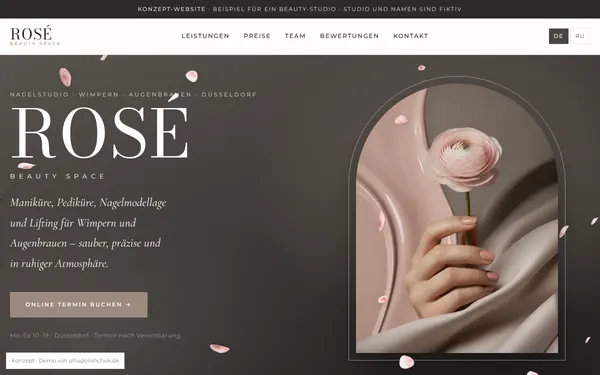 KONZEPT-WEBSITE · BEISPIEL FÜR EIN BEAUTY-STUDIO · STUDIO UND NAMEN SIND FIKTIV
ROSÉ
BEAUTY SPACE
LEISTUNGEN PREISE TEAM BEWERTUNGEN KONTAKT
DE RU
NAGELSTUDIO · WIMPERN · AUGENBRAUEN · DÜSSELDORF
ROSÉ
BEAUTY SPACE
Maniküre, Pediküre, Nagelmodellage
und Lifting für Wimpern und
Augenbrauen – sauber, präzise und
in ruhiger Atmosphäre.
ONLINE TERMIN BUCHEN →
Mo–Sa 10–19 · Düsseldorf · Termin nach Vereinbarung
Konzept · Demo von olhapolishchuk.de